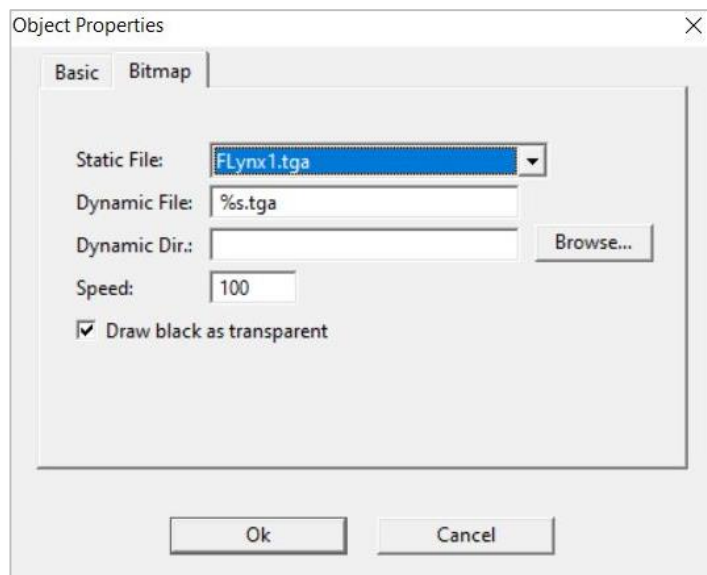 Object Properties
Basic Bitmap
Static File: FLynx1.tga
Dynamic File: %s.tga
Dynamic Dir.: Browse...
Speed: 100
Draw black as transparent
Ok Cancel